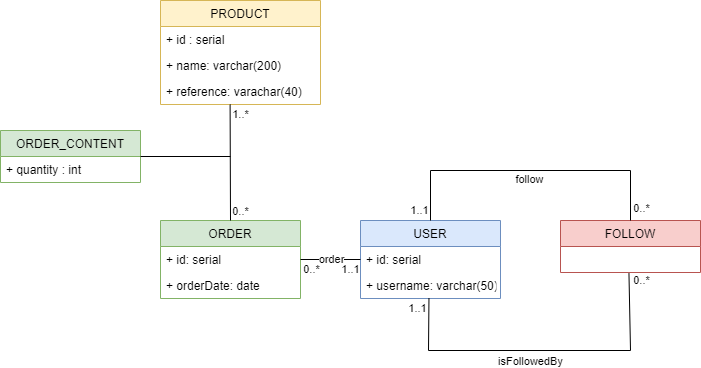 PRODUCT
+ id : serial
+ name: varchar(200)
+ reference: varachar(40)
1..*
ORDER_CONTENT
+ quantity : int
follow
0..*
1..1
0..*
ORDER
USER
FOLLOW
+ id: serial
order
+ id: serial
0..*
1..1
+ orderDate: date
+ username: varchar(50)
0..*
1..1
isFollowedBy